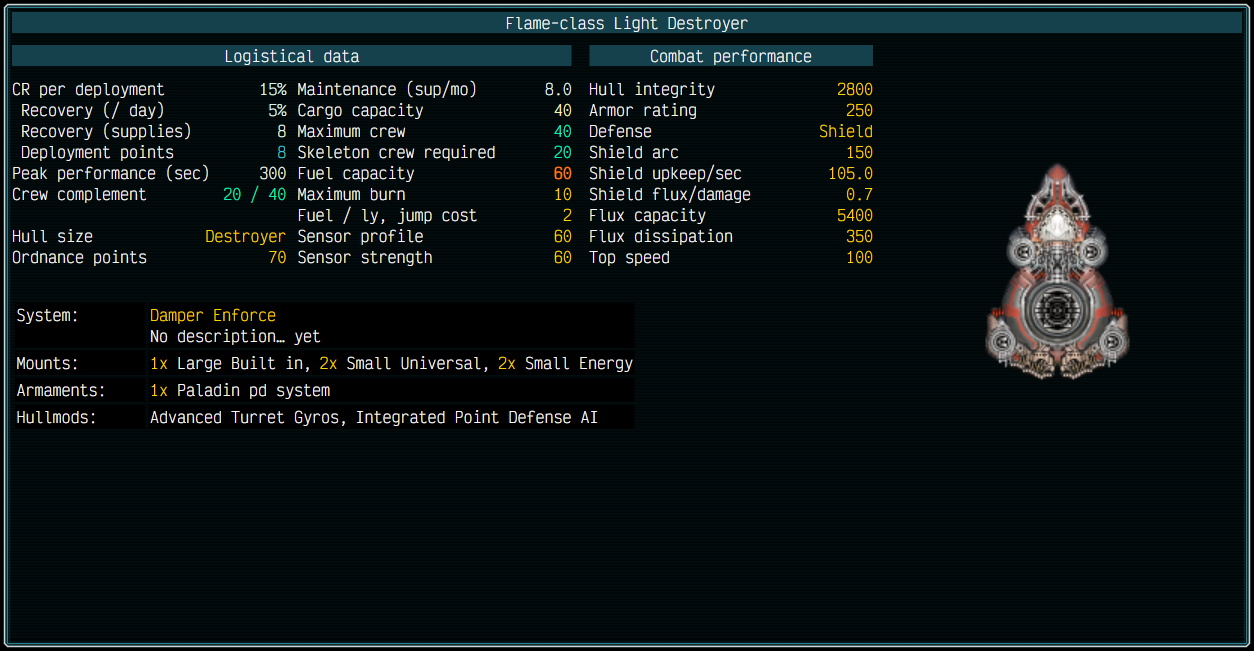 Flame-class Light Destroyer
Logistical data
CR per deployment 15% Maintenance (sup/mo) 8.0
Recovery (/ day) 5% Cargo capacity 40
Recovery (supplies) 8 Maximum crew 40
Deployment points 8 Skeleton crew required 20
Peak performance (sec) 300 Fuel capacity 60
Crew complement 20 / 40 Maximum burn 10
Fuel / ly, jump cost 2
Hull size Destroyer Sensor profile 60
Ordnance points 70 Sensor strength 60
Combat performance
Hull integrity 2800
Armor rating 250
Defense Shield
Shield arc 150
Shield upkeep/sec 105.0
Shield flux/damage 0.7
Flux capacity 5400
Flux dissipation 350
Top speed 100
System: Damper Enforce
No description… yet
Mounts: 1x Large Built in, 2x Small Universal, 2x Small Energy
Armaments: 1x Paladin pd system
Hullmods: Advanced Turret Gyros, Integrated Point Defense AI